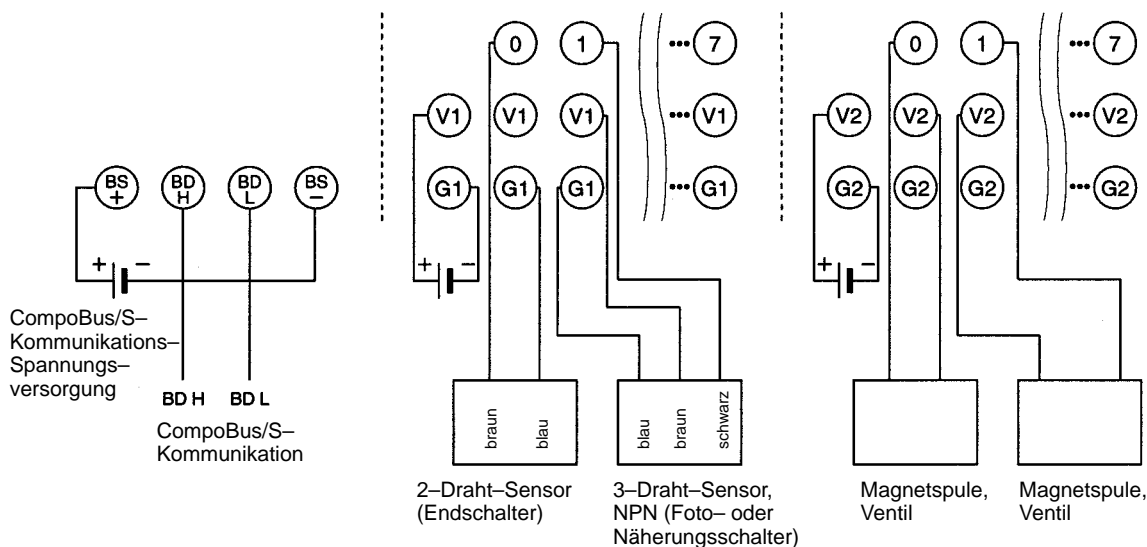 0 1 ••• 7
V1 V1 V1 ••• V1
G1 G1 G1 ••• G1
0 1 ••• 7
V2 V2 V2 ••• V2
G2 G2 G2 ••• G2
BS
+
BD
H
BD
L
BS
–
+ –
+ –
+ –
CompoBus/S–
Kommunikations–
Spannungs–
versorgung
BD H BD L
CompoBus/S–
Kommunikation
braun
blau
blau
braun
schwarz
2–Draht–Sensor
(Endschalter)
3–Draht–Sensor,
NPN (Foto– oder
Näherungsschalter)
Magnetspule,
Ventil
Magnetspule,
Ventil